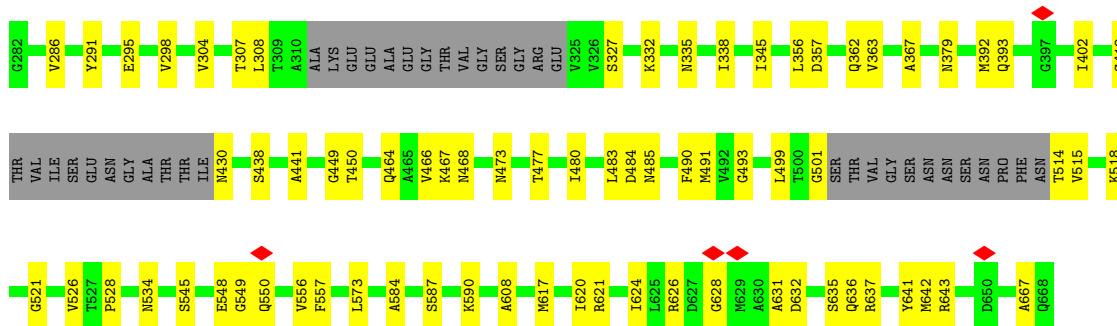 G282 V286 Y291 E295 V298 V304 T307 L308 T309 A310 ALA LYS GLU GLU ALA GLU GLY THR VAL GLY SER GLY ARG GLU V325 V326 S327 K332 N335 I338 I345 L356 D357 Q362 V363 A367 N379 M392 Q393 G397 I402
THR VAL ILE SER GLU ASN GLY ALA THR THR ILE N430 S438 A441 G449 T450 Q464 A465 V466 K467 N468 N473 T477 I480 L483 D484 N485 F490 M491 V492 G493 L499 T500 G501 SER THR VAL GLY SER ASN ASN SER ASN PRO PHE ASN T514 V515 K518
G521 V526 T527 P528 N534 S545 E548 G549 Q550 V556 F557 L573 A584 S587 K590 A608 M617 I620 R621 I624 L625 R626 D627 G628 M629 A630 A631 D632 S635 Q636 R637 Y641 M642 R643 D650 A667 Q668